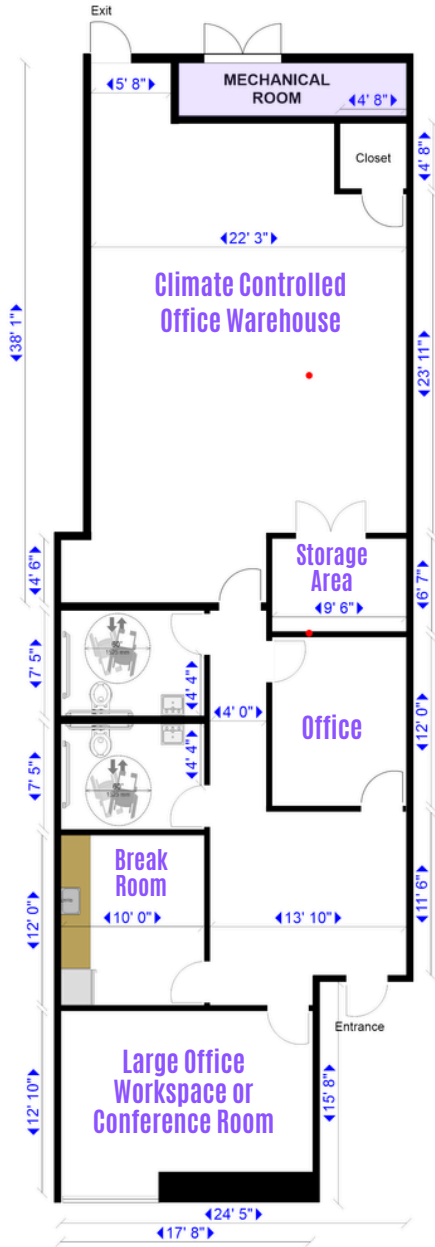 Exit
5' 8"
MECHANICAL
ROOM
4' 8"
Closet
4' 8"
22' 3"
Climate Controlled
Office Warehouse
38' 1"
23' 11"
Storage
Area
9' 6"
4' 6"
6' 7"
7' 5"
4' 4"
4' 0"
Office
12' 0"
7' 5"
4' 4"
Break
Room
10' 0"
13' 10"
12' 0"
11' 6"
Entrance
Large Office
Workspace or
Conference Room
12' 10"
15' 8"
24' 5"
17' 8"